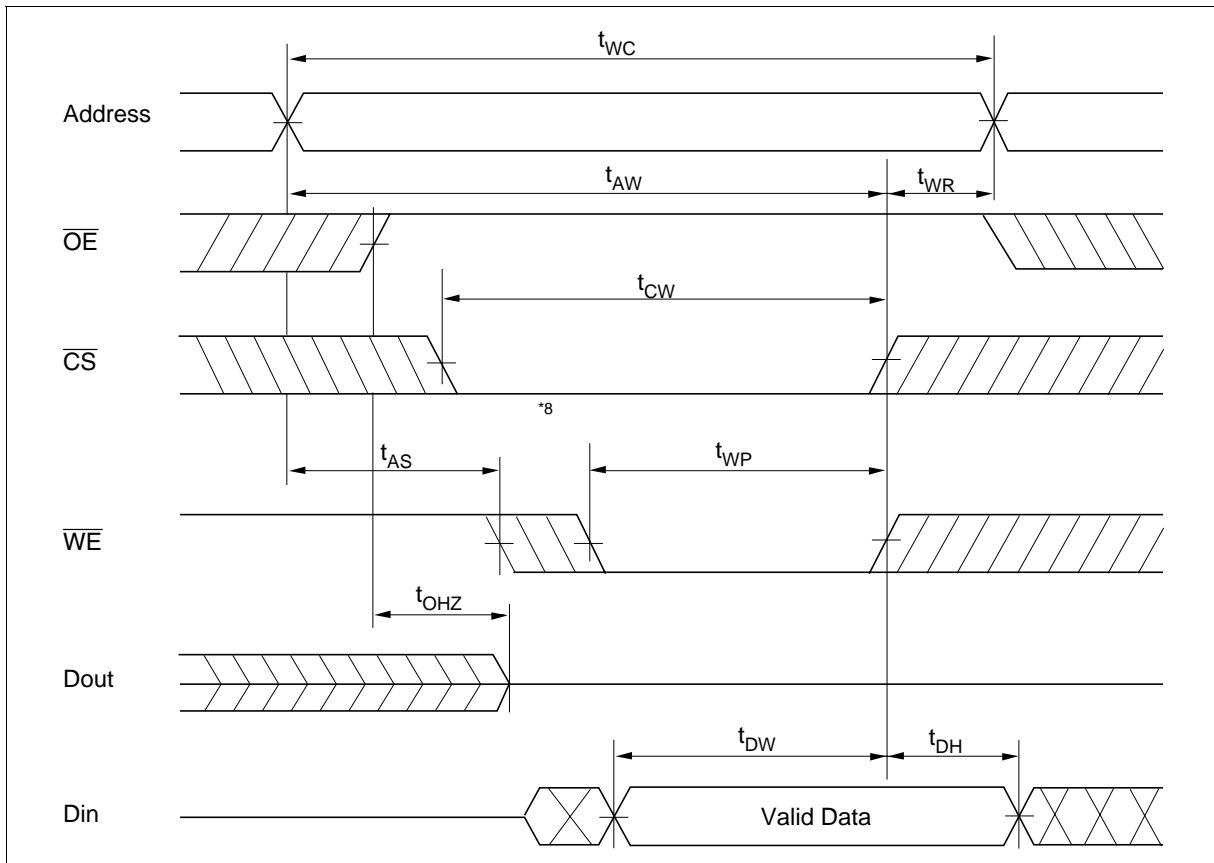 tWC
Address
tAW
tWR
OE
tCW
CS
*8
tAS
tWP
WE
tOHZ
Dout
tDW
tDH
Din
Valid Data